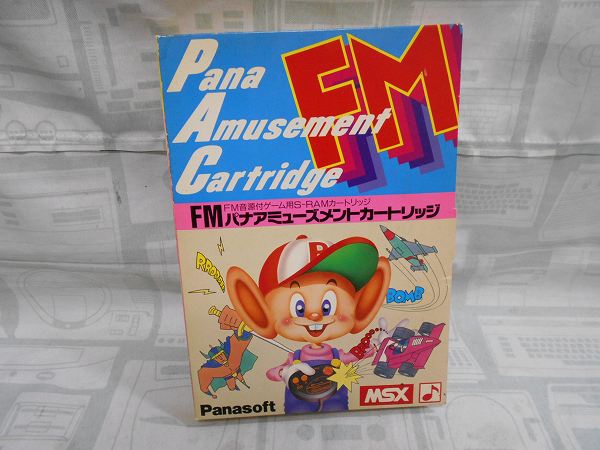 Pana
Amusement
Cartridge
FM
FM音源付ゲーム用S-RAMカートリッジ
FMパナアミューズメントカートリッジ
P
BOMB
Panasoft
MSX